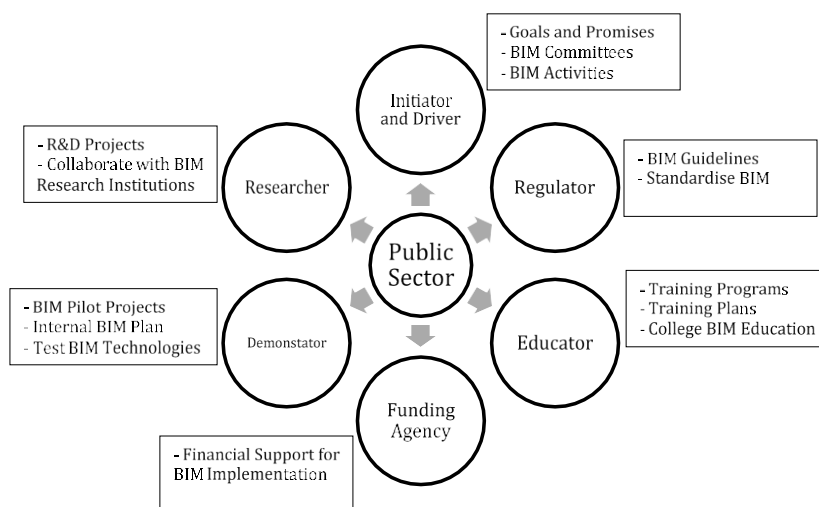 - Goals and Promises
- BIM Committees
- BIM Activities
Initiator
and Driver
- R&D Projects
- Collaborate with BIM
Research Institutions
Researcher
Regulator
- BIM Guidelines
- Standardise BIM
Public
Sector
- BIM Pilot Projects
- Internal BIM Plan
- Test BIM Technologies
Demonstator
Educator
- Training Programs
- Training Plans
- College BIM Education
Funding
Agency
- Financial Support for
BIM Implementation